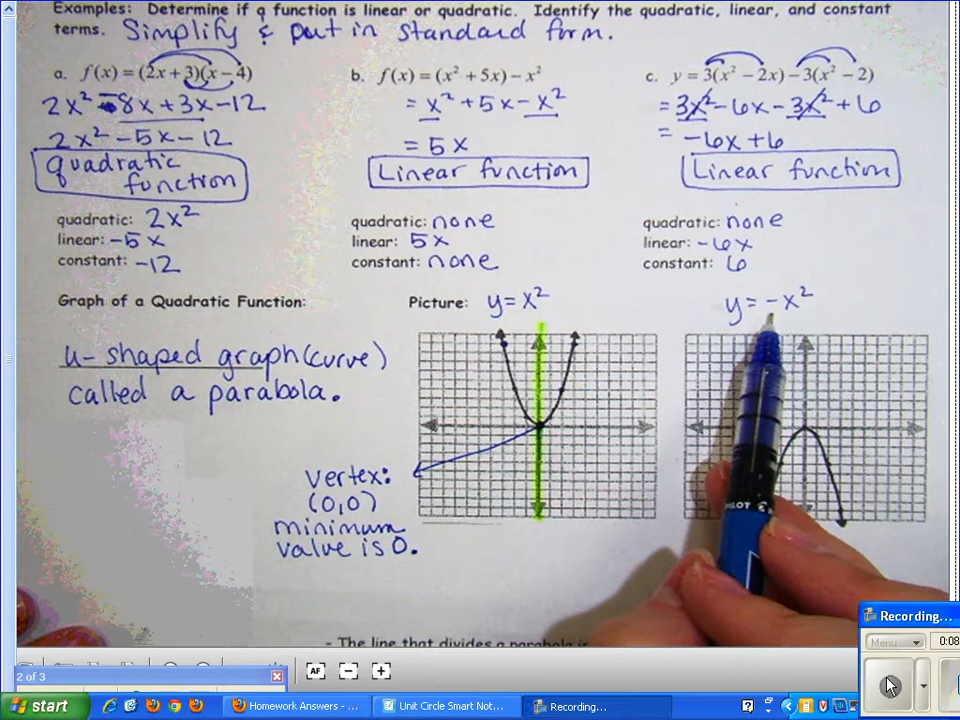 Examples: Determine if a function is linear or quadratic. Identify the quadratic, linear, and constant
terms. Simplify & put in standard form.
a. f(x) = (2x + 3)(x − 4)
2x² − 8x + 3x − 12
2x² − 5x − 12
quadratic
function
quadratic: 2x²
linear: −5x
constant: −12
b. f(x) = (x² + 5x) − x²
= x² + 5x − x²
= 5x
Linear function
quadratic: none
linear: 5x
constant: none
c. y = 3(x² − 2x) − 3(x² − 2)
= 3x² − 6x − 3x² + 6
= −6x + 6
Linear function
quadratic: none
linear: −6x
constant: 6
Graph of a Quadratic Function:
u-shaped graph (curve)
called a parabola.
Picture: y = x²
y = −x²
vertex:
(0,0)
minimum
value is 0.
PILOT
- The line that divides a parabola
Recording...
Menu
0:08
2 of 3
AF
start
Homework Answers - ...
Unit Circle Smart Not...
Recording...